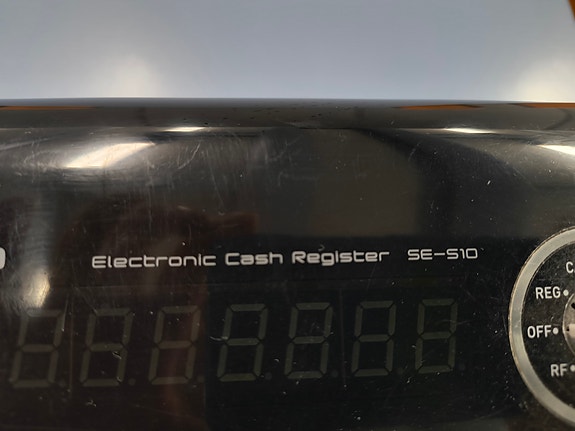 Electronic Cash Register SE-S10
C
REG•
OFF•
RF•